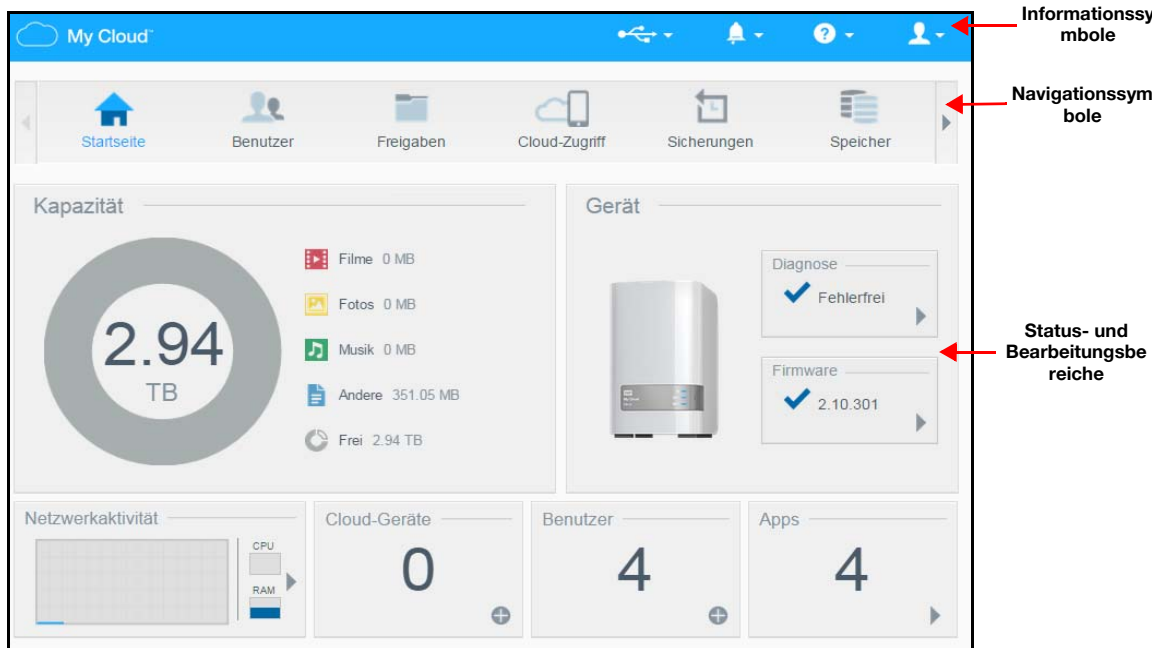 My Cloud™
Informationssy
mbole
Startseite
Benutzer
Freigaben
Cloud-Zugriff
Sicherungen
Speicher
Navigationssym
bole
Kapazität
2.94
TB
Filme 0 MB
Fotos 0 MB
Musik 0 MB
Andere 351.05 MB
Frei 2.94 TB
Gerät
Diagnose
Fehlerfrei
Firmware
2.10.301
Status- und
Bearbeitungsbe
reiche
Netzwerkaktivität
CPU
RAM
Cloud-Geräte
0
Benutzer
4
Apps
4